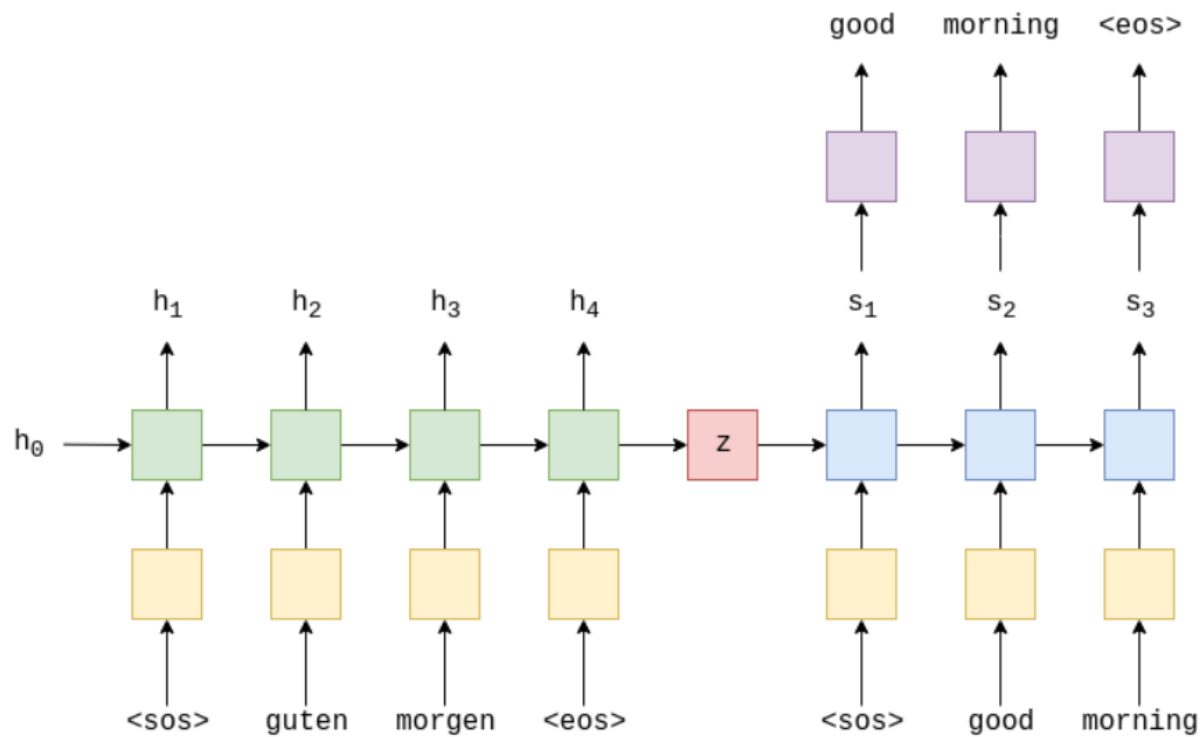 good morning <eos>
h₁ h₂ h₃ h₄ s₁ s₂ s₃
h₀ z
<sos> guten morgen <eos> <sos> good morning